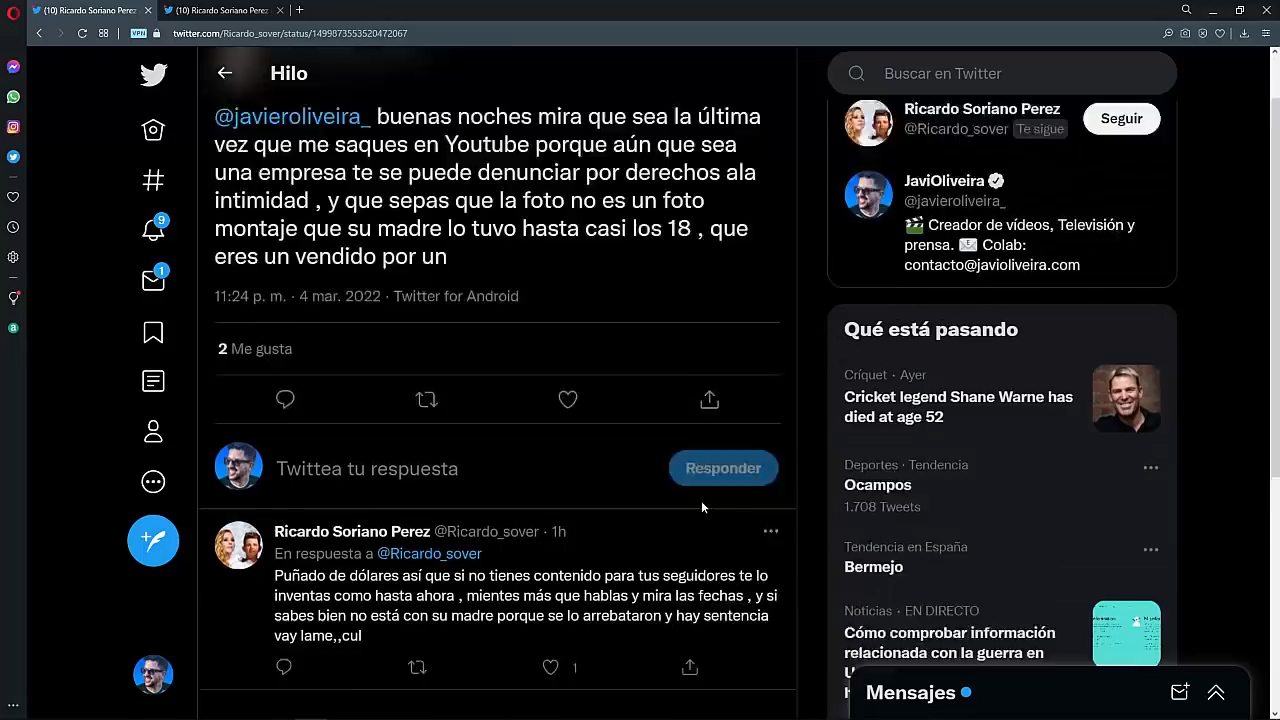 (10) Ricardo Soriano Perez
(10) Ricardo Soriano Perez
VPN
twitter.com/Ricardo_sover/status/1499873553520472067
Hilo
@javieroliveira_ buenas noches mira que sea la última
vez que me saques en Youtube porque aún que sea
una empresa te se puede denunciar por derechos ala
intimidad , y que sepas que la foto no es un foto
montaje que su madre lo tuvo hasta casi los 18 , que
eres un vendido por un
11:24 p. m. · 4 mar. 2022 · Twitter for Android
2 Me gusta
Twittea tu respuesta
Responder
Ricardo Soriano Perez @Ricardo_sover · 1h
En respuesta a @Ricardo_sover
Puñado de dólares así que si no tienes contenido para tus seguidores te lo
inventas como hasta ahora , mientes más que hablas y mira las fechas , y si
sabes bien no está con su madre porque se lo arrebataron y hay sentencia
vay lame,,cul
1
9
1
Buscar en Twitter
Ricardo Soriano Perez
@Ricardo_sover Te sigue
Seguir
JaviOliveira
@javieroliveira_
🎬 Creador de vídeos, Televisión y
prensa. 📧 Colab:
contacto@javioliveira.com
Qué está pasando
Críquet · Ayer
Cricket legend Shane Warne has
died at age 52
Deportes · Tendencia
Ocampos
1.708 Tweets
Tendencia en España
Bermejo
Noticias · EN DIRECTO
Cómo comprobar información
relacionada con la guerra en
Mensajes